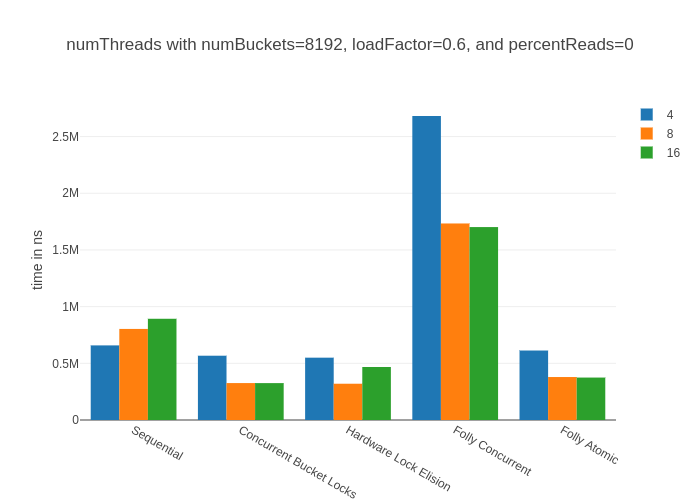 numThreads with numBuckets=8192, loadFactor=0.6, and percentReads=0
4
8
16
2.5M
2M
1.5M
1M
0.5M
0
time in ns
Sequential
Concurrent Bucket Locks
Hardware Lock Elision
Folly Concurrent
Folly Atomic